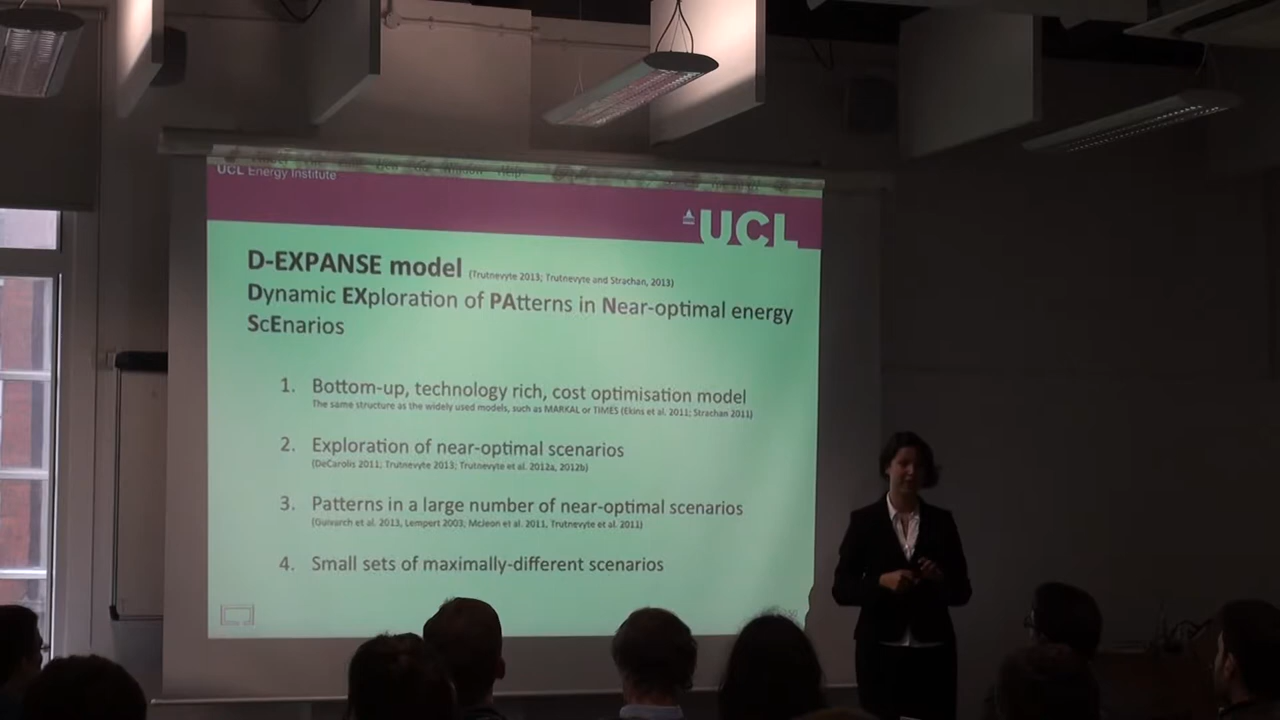 Window Help
UCL Energy Institute
UCL
D-EXPANSE model (Trutnevyte 2013; Trutnevyte and Strachan, 2013)
Dynamic EXploration of PAtterns in Near-optimal energy
ScEnarios
1. Bottom-up, technology rich, cost optimisation model
The same structure as the widely used models, such as MARKAL or TIMES (Ekins et al. 2011; Strachan 2011)
2. Exploration of near-optimal scenarios
(DeCarolis 2011; Trutnevyte 2013; Trutnevyte et al. 2012a, 2012b)
3. Patterns in a large number of near-optimal scenarios
(Guivarch et al. 2013, Lempert 2003; McJeon et al. 2011, Trutnevyte et al. 2011)
4. Small sets of maximally-different scenarios